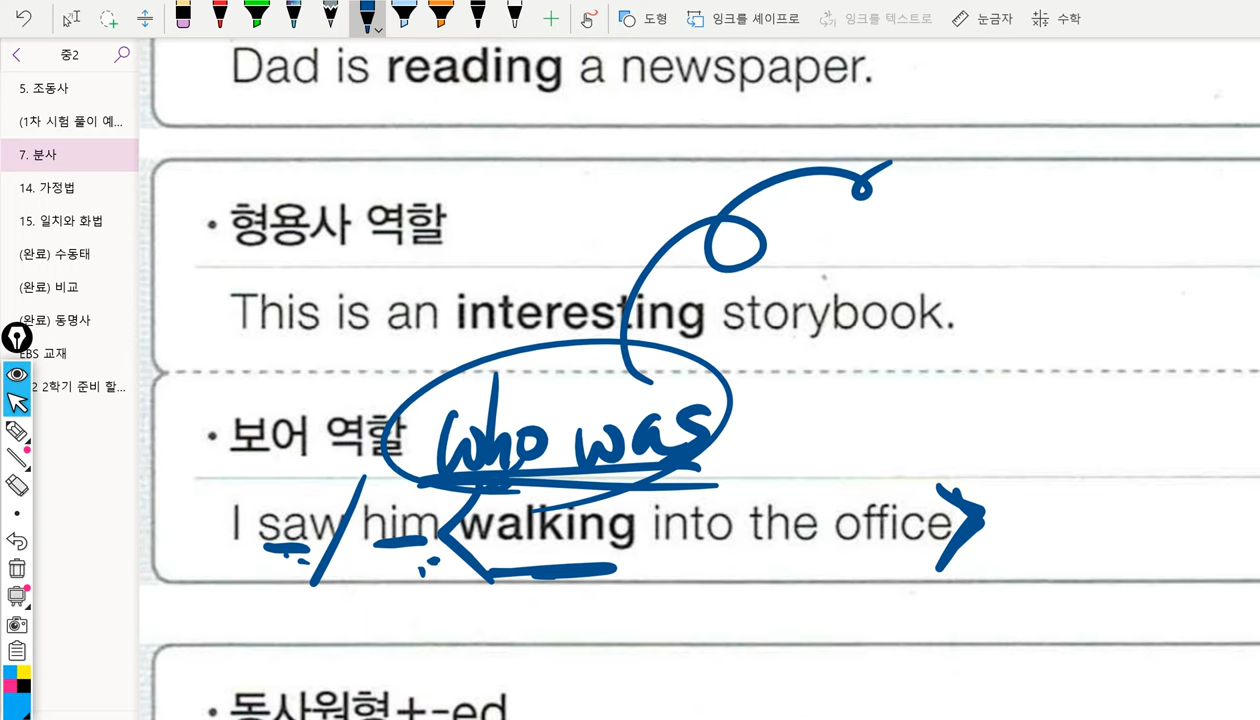 도형
잉크를 셰이프로
잉크를 텍스트로
눈금자
수학
중2
5. 조동사
(1차 시험 풀이 예...
7. 분사
14. 가정법
15. 일치와 화법
(완료) 수동태
(완료) 비교
(완료) 동명사
EBS 교재
2 2학기 준비 할...
Dad is reading a newspaper.
• 형용사 역할
This is an interesting storybook.
• 보어 역할 who was
I saw him walking into the office
• 동사원형+-ed